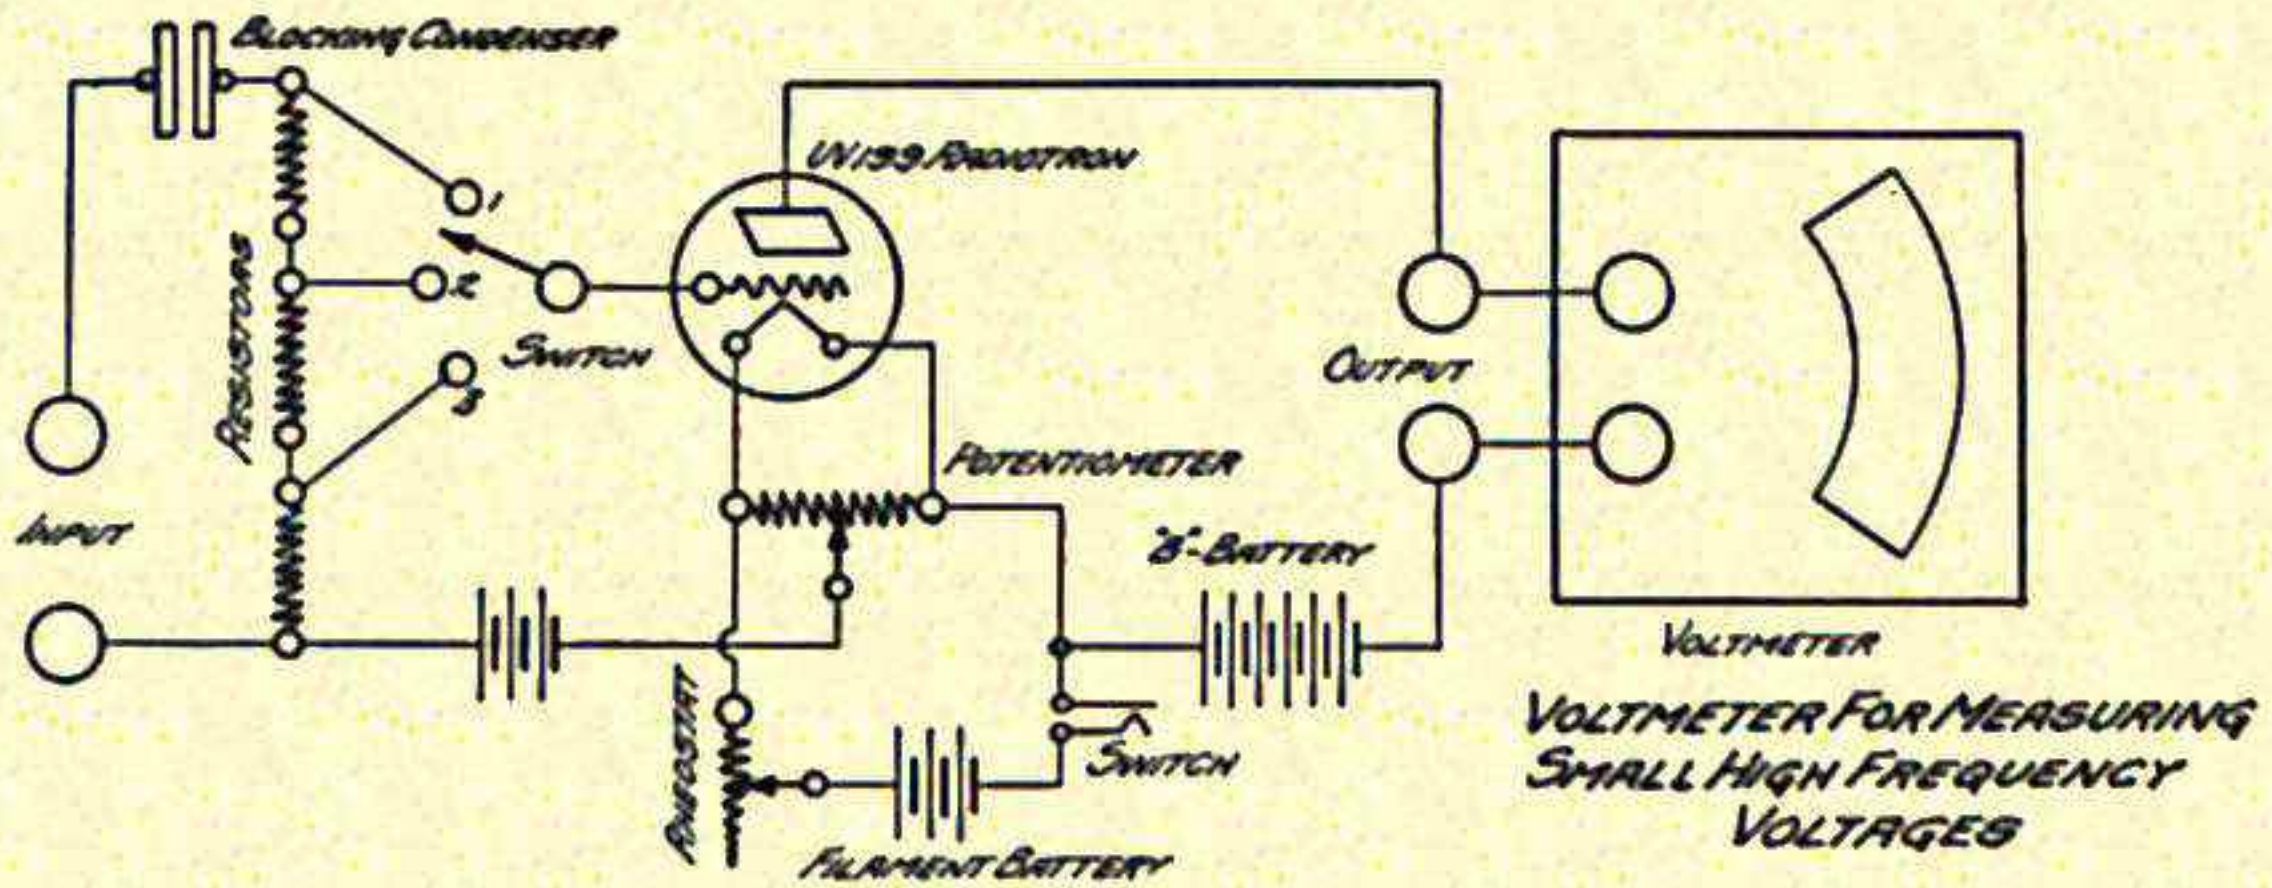 BLOCKING CONDENSER
UV199 RADIOTRON
1
2
3
RESISTORS
SWITCH
OUTPUT
INPUT
POTENTIOMETER
"B"-BATTERY
VOLTMETER
RHEOSTAT
SWITCH
FILAMENT BATTERY
VOLTMETER FOR MEASURING
SMALL HIGH FREQUENCY
VOLTAGES